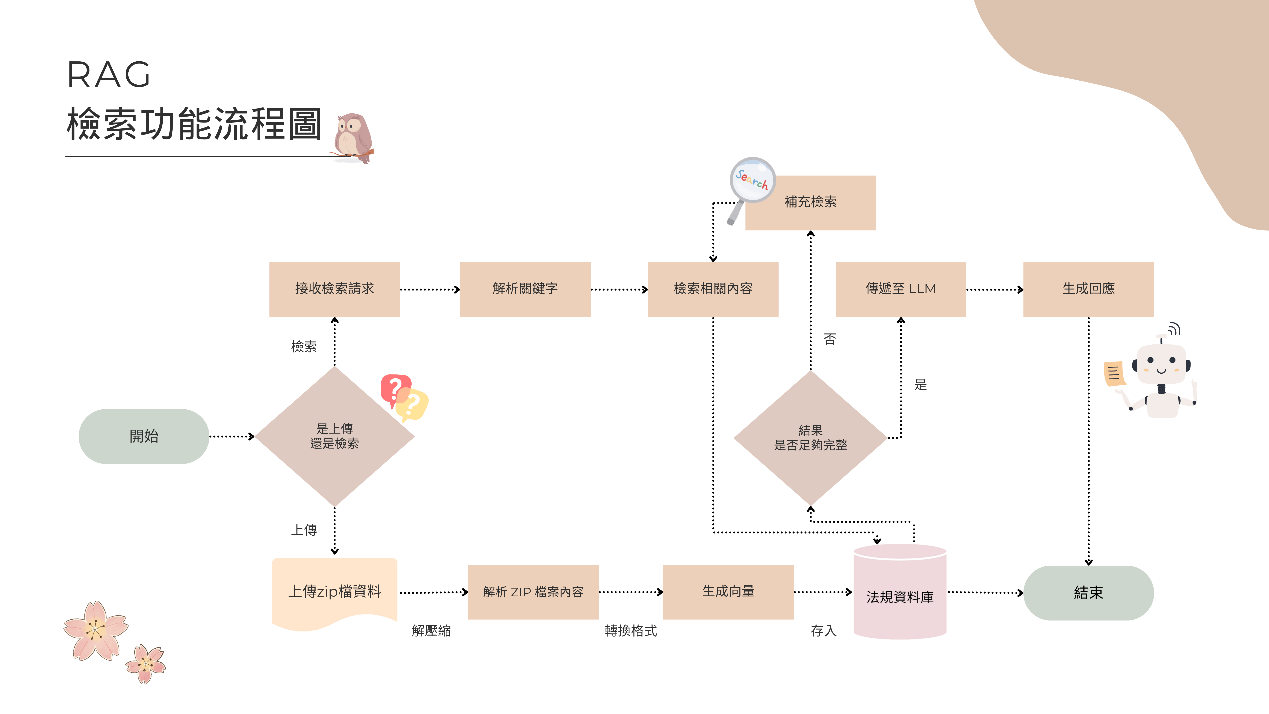 RAG
檢索功能流程圖
Search
補充檢索
接收檢索請求
解析關鍵字
檢索相關內容
傳遞至 LLM
生成回應
檢索
否
是
開始
是上傳
還是檢索
??
結果
是否足夠完整
上傳
上傳zip檔資料
解析 ZIP 檔案內容
生成向量
法規資料庫
結束
解壓縮
轉換格式
存入